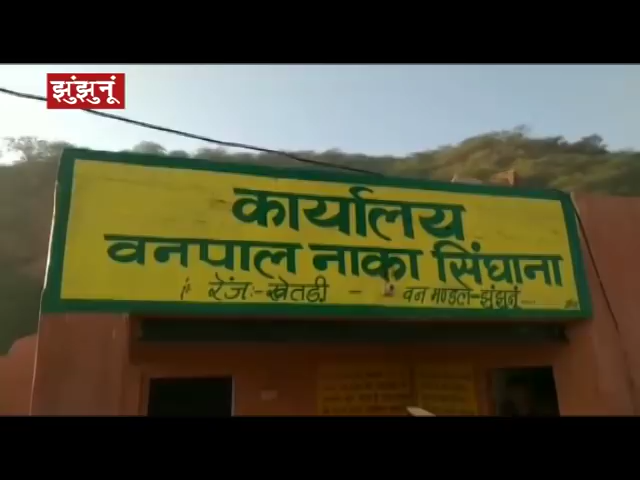 झुंझुनूं
कार्यालय
वनपाल नाका सिंघाना
रेंज:- खेतडी - वन मण्डल-झुंझुनूं....